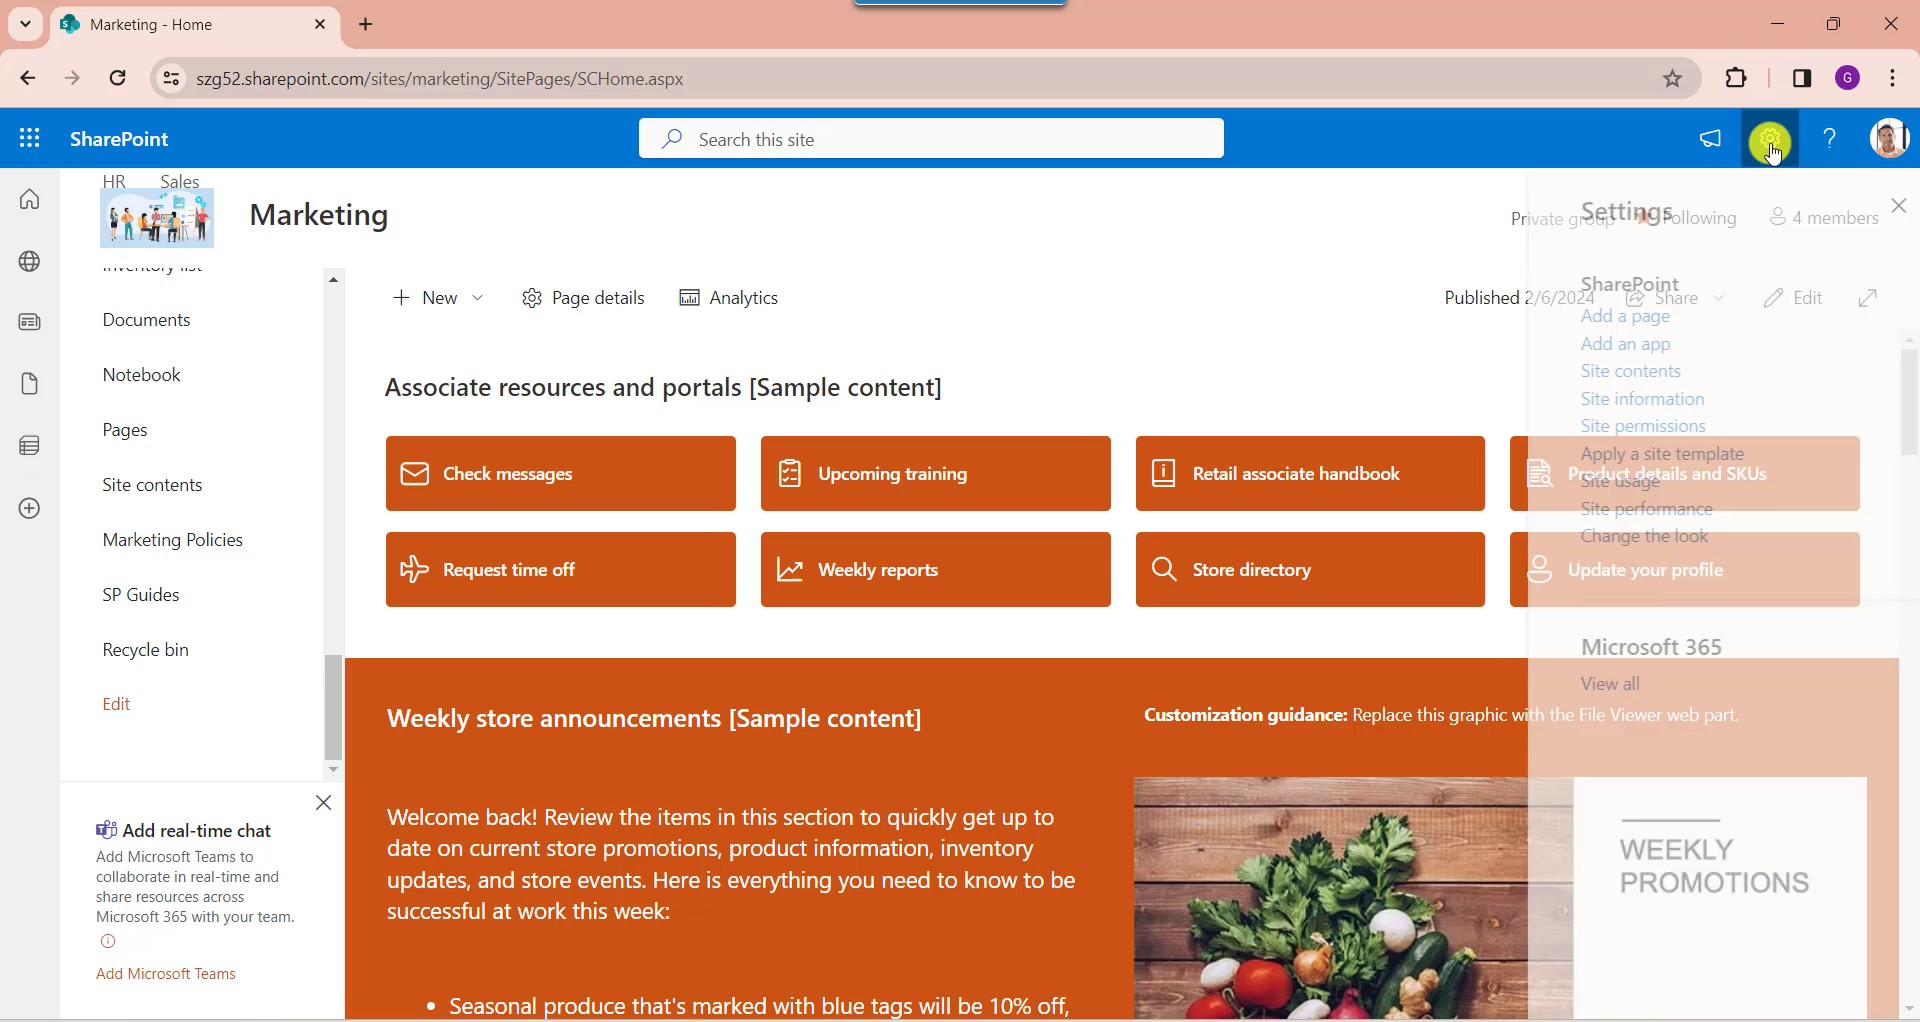 Marketing - Home
szg52.sharepoint.com/sites/marketing/SitePages/SCHome.aspx
G
SharePoint
Search this site
?
HR Sales
Marketing
Private group Following 4 members
Settings
Inventory list
Documents
Notebook
Pages
Site contents
Marketing Policies
SP Guides
Recycle bin
Edit
New Page details Analytics
Published 2/6/2024 Share Edit
SharePoint
Add a page
Add an app
Site contents
Site information
Site permissions
Apply a site template
Site usage
Site performance
Change the look
Microsoft 365
View all
Associate resources and portals [Sample content]
Check messages
Upcoming training
Retail associate handbook
Product details and SKUs
Request time off
Weekly reports
Store directory
Update your profile
Weekly store announcements [Sample content]
Customization guidance: Replace this graphic with the File Viewer web part.
Welcome back! Review the items in this section to quickly get up to
date on current store promotions, product information, inventory
updates, and store events. Here is everything you need to know to be
successful at work this week:
• Seasonal produce that's marked with blue tags will be 10% off,
WEEKLY
PROMOTIONS
Add real-time chat
Add Microsoft Teams to
collaborate in real-time and
share resources across
Microsoft 365 with your team.
Add Microsoft Teams